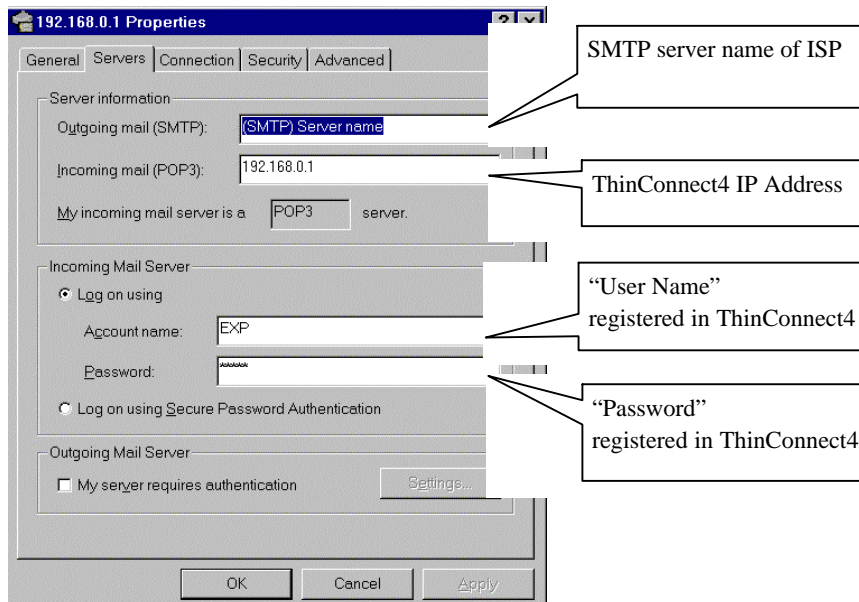 192.168.0.1 Properties
General Servers Connection Security Advanced
Server information
Outgoing mail (SMTP): (SMTP) Server name
Incoming mail (POP3): 192.168.0.1
My incoming mail server is a POP3 server.
Incoming Mail Server
Log on using
Account name: EXP
Password: *****
Log on using Secure Password Authentication
Outgoing Mail Server
My server requires authentication Settings...
OK Cancel Apply
SMTP server name of ISP
ThinConnect4 IP Address
“User Name”
registered in ThinConnect4
“Password”
registered in ThinConnect4